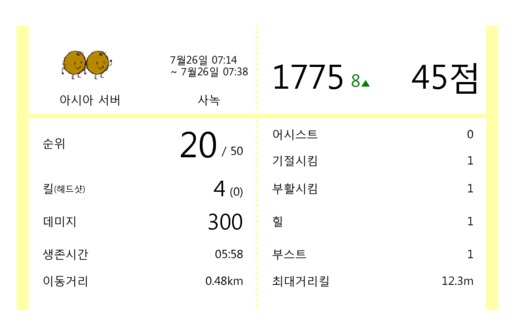 7월26일 07:14
~ 7월26일 07:38
아시아 서버
사녹
1775 8▲
45점
순위 20 / 50
킬(헤드샷) 4 (0)
데미지 300
생존시간 05:58
이동거리 0.48km
어시스트 0
기절시킴 1
부활시킴 1
힐 1
부스트 1
최대거리킬 12.3m